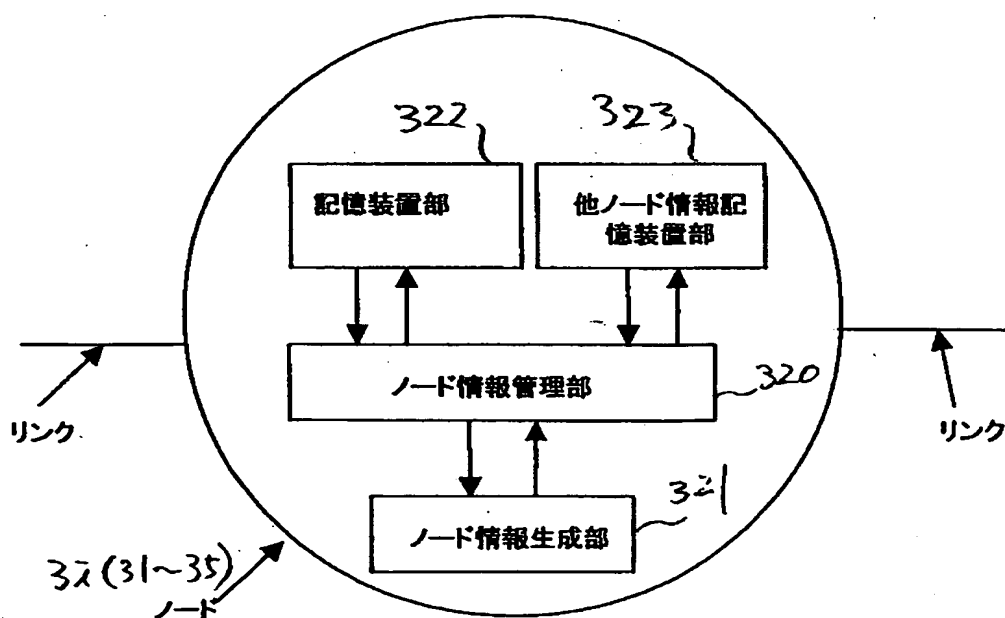 322
323
記憶装置部
他ノード情報記
憶装置部
ノード情報管理部
320
リンク
リンク
ノード情報生成部
3i(31~35)
ノード